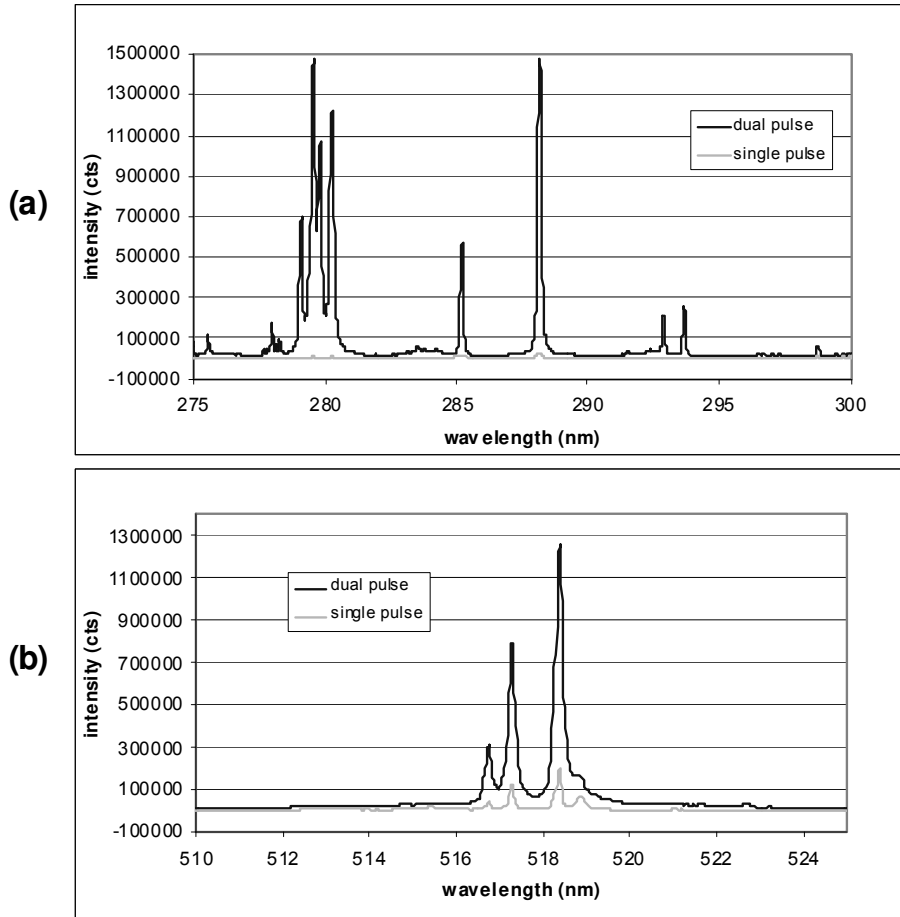 (a)
intensity (cts)
1500000
1300000
1100000
900000
700000
500000
300000
100000
-100000
dual pulse
single pulse
275 280 285 290 295 300
wavelength (nm)
(b)
intensity (cts)
1300000
1100000
900000
700000
500000
300000
100000
-100000
dual pulse
single pulse
510 512 514 516 518 520 522 524
wavelength (nm)